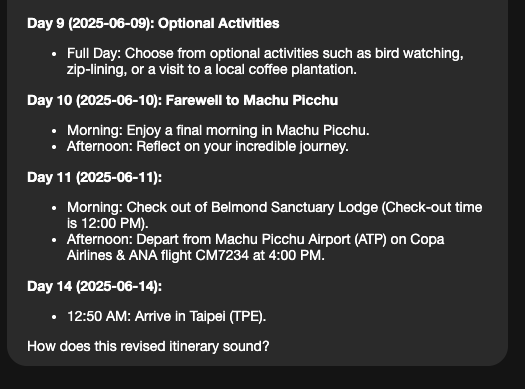 Day 9 (2025-06-09): Optional Activities
• Full Day: Choose from optional activities such as bird watching,
zip-lining, or a visit to a local coffee plantation.
Day 10 (2025-06-10): Farewell to Machu Picchu
• Morning: Enjoy a final morning in Machu Picchu.
• Afternoon: Reflect on your incredible journey.
Day 11 (2025-06-11):
• Morning: Check out of Belmond Sanctuary Lodge (Check-out time
is 12:00 PM).
• Afternoon: Depart from Machu Picchu Airport (ATP) on Copa
Airlines & ANA flight CM7234 at 4:00 PM.
Day 14 (2025-06-14):
• 12:50 AM: Arrive in Taipei (TPE).
How does this revised itinerary sound?